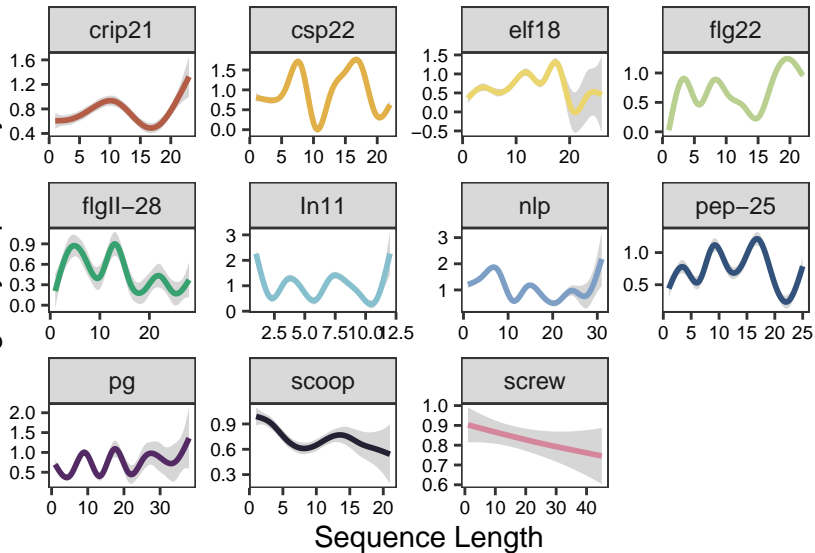 crip21 csp22 elf18 flg22
1.6
1.2
0.8
0.4
0 5 10 15 20
1.5
1.0
0.5
0.0
0 5 10 15 20
1.5
1.0
0.5
0.0
−0.5
0 10 20
1.0
0.5
0.0
0 5 10 15 20
flgII−28 In11 nlp pep−25
0.9
0.6
0.3
0.0
0 10 20
3
2
1
0
2.5 5.0 7.5 10.0 12.5
3
2
1
0 10 20 30
1.0
0.5
0 5 10 15 20 25
pg scoop screw
2.0
1.5
1.0
0.5
0 10 20 30
0.9
0.6
0.3
0 5 10 15 20
1.0
0.9
0.8
0.7
0.6
0 10 20 30 40
Sequence Length